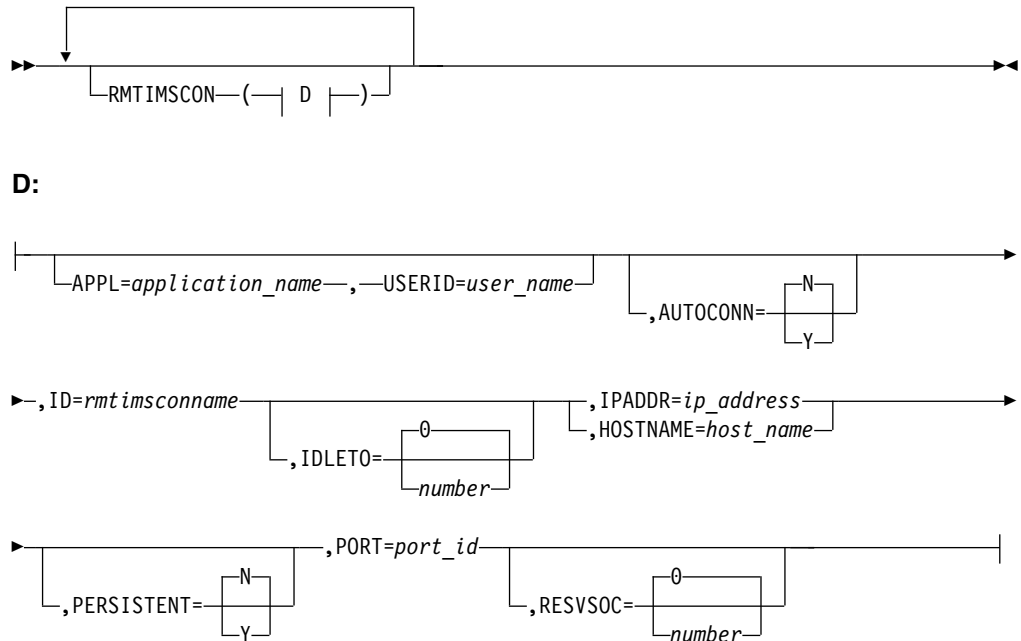 RMTIMSCON ( D )
D:
APPL=application_name , USERID=user_name
,AUTOCONN= N Y
,ID=rmtimsconname
,IDLETO= 0 number
,IPADDR=ip_address
,HOSTNAME=host_name
,PERSISTENT= N Y
,PORT=port_id
,RESVSOC= 0 number